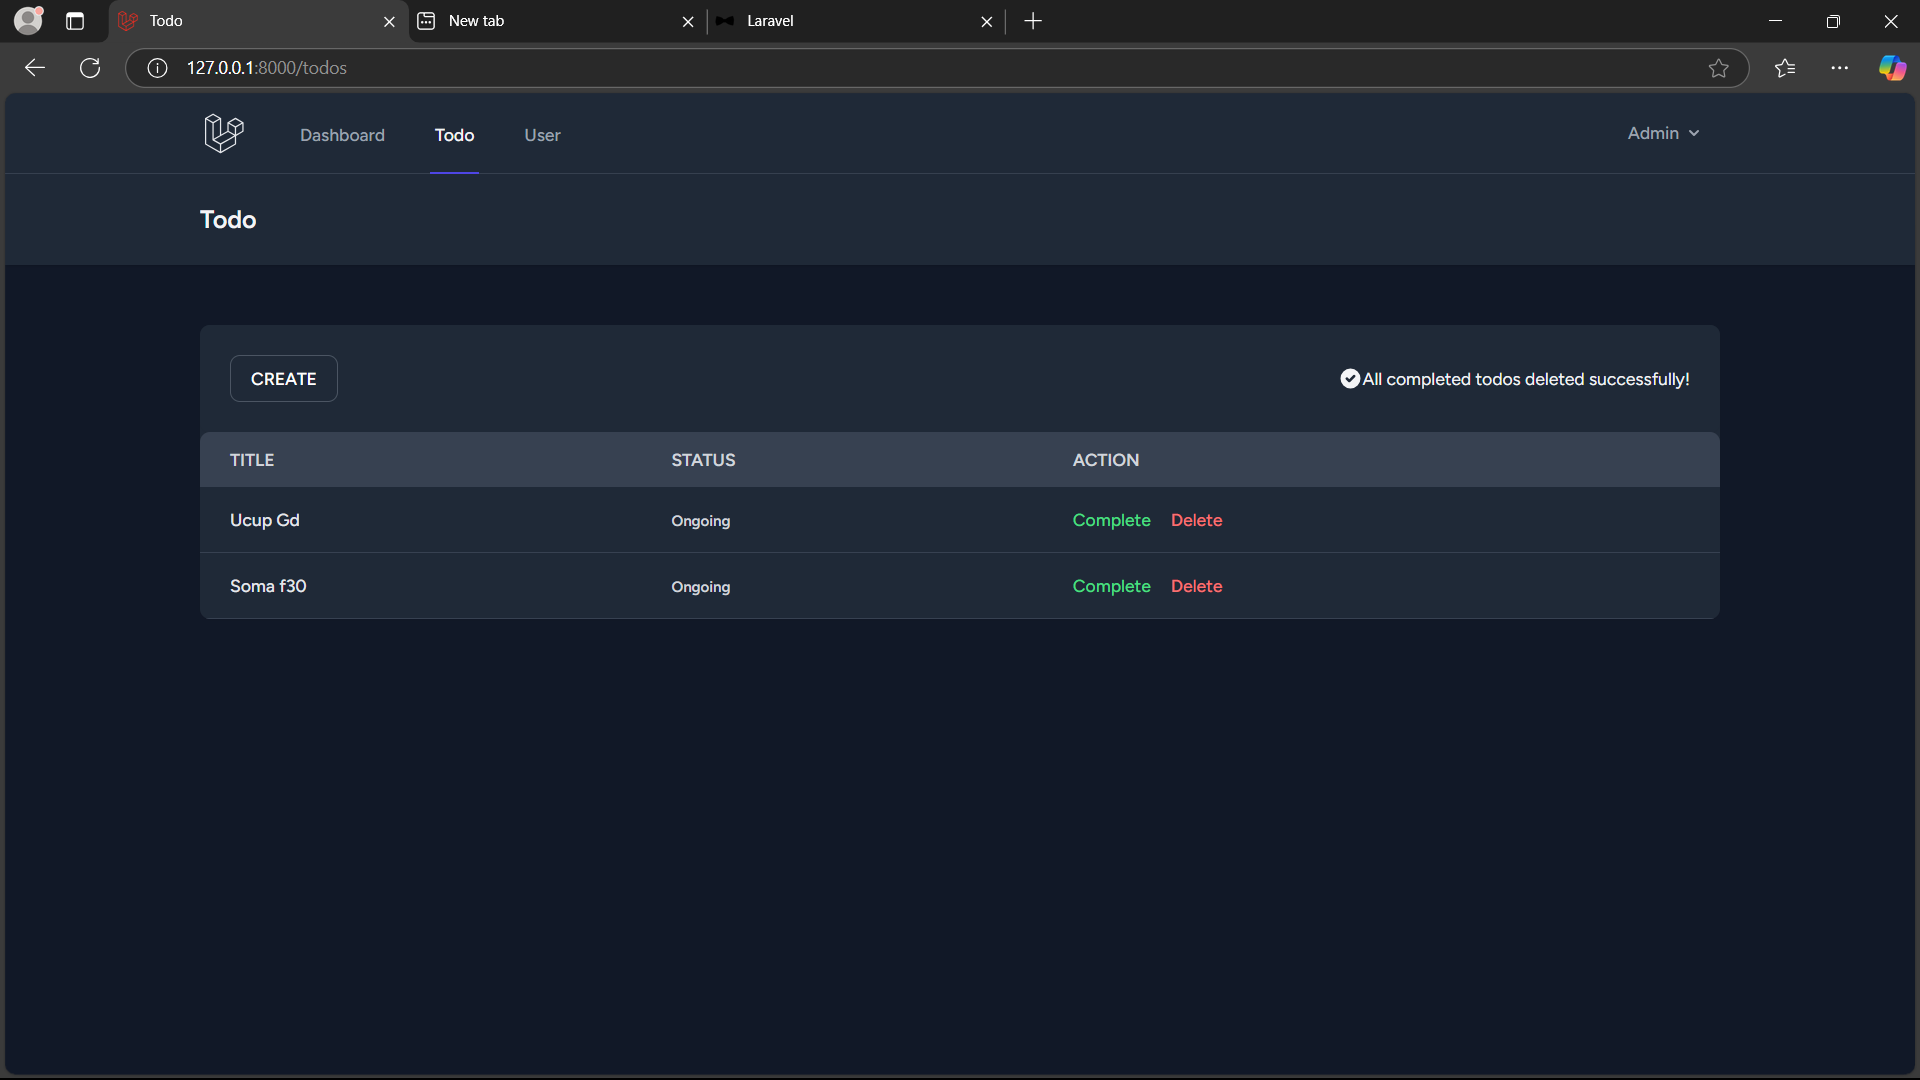 Todo
New tab
Laravel
127.0.0.1:8000/todos
Dashboard
Todo
User
Admin
Todo
CREATE
All completed todos deleted successfully!
TITLE STATUS ACTION
Ucup Gd Ongoing Complete Delete
Soma f30 Ongoing Complete Delete